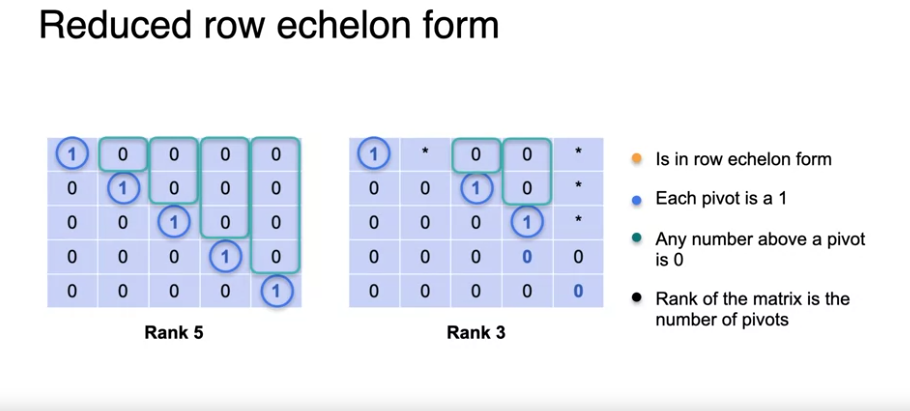 Reduced row echelon form
1 0 0 0 0
0 1 0 0 0
0 0 1 0 0
0 0 0 1 0
0 0 0 0 1
Rank 5
1 * 0 0 *
0 0 1 0 *
0 0 0 1 *
0 0 0 0 0
0 0 0 0 0
Rank 3
Is in row echelon form
Each pivot is a 1
Any number above a pivot
is 0
Rank of the matrix is the
number of pivots